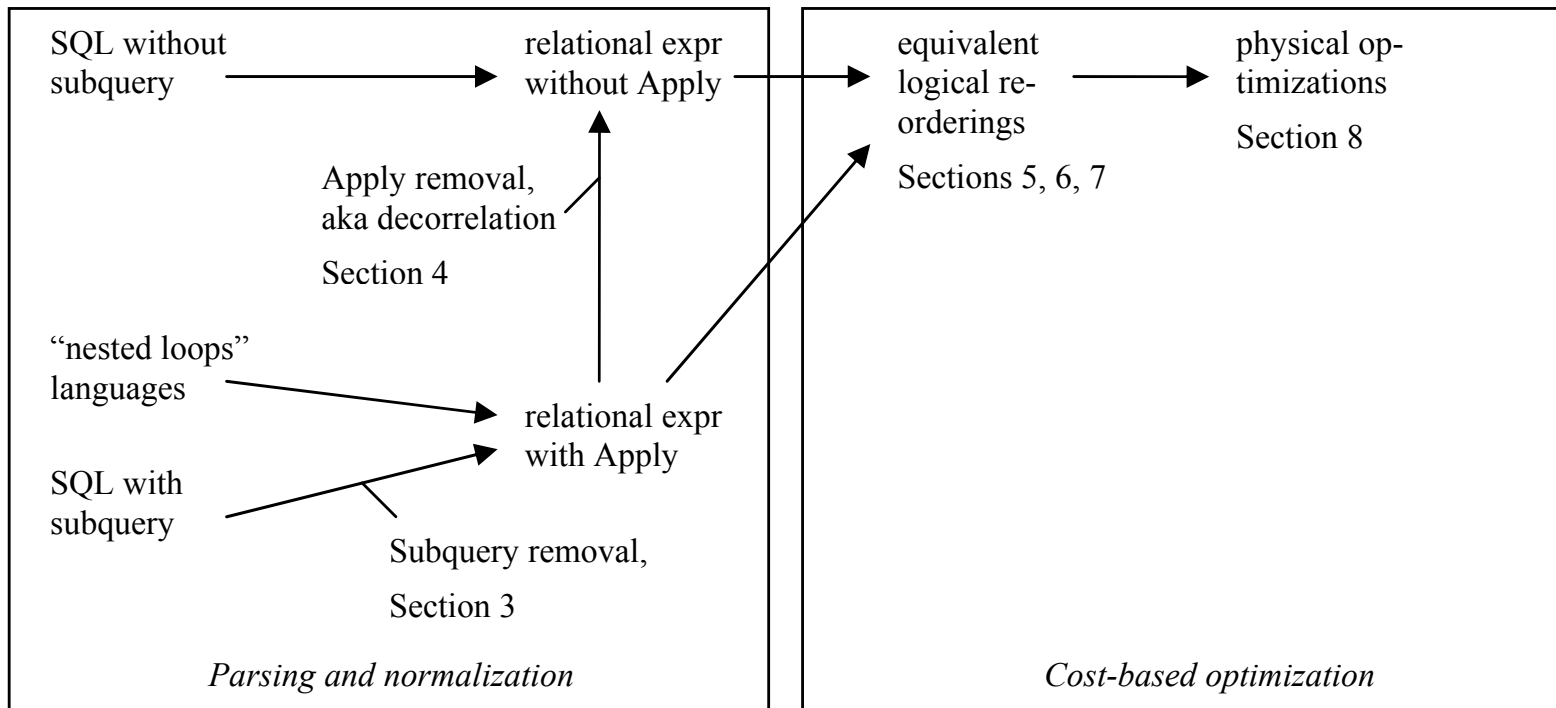 SQL without
subquery
relational expr
without Apply
equivalent
logical re-
orderings
Sections 5, 6, 7
physical op-
timizations
Section 8
Apply removal,
aka decorrelation
Section 4
“nested loops”
languages
relational expr
with Apply
SQL with
subquery
Subquery removal,
Section 3
Parsing and normalization
Cost-based optimization